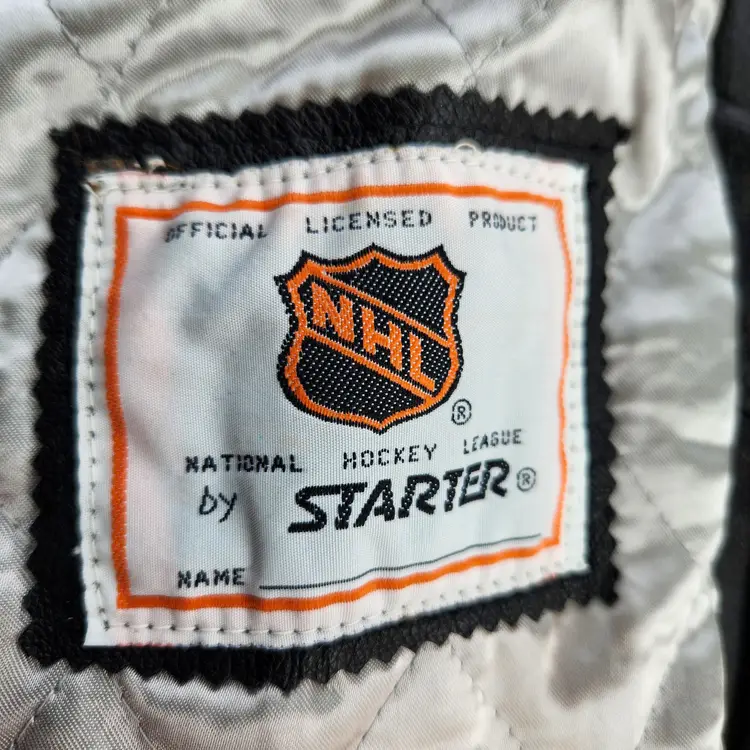 OFFICIAL LICENSED PRODUCT
NHL
®
NATIONAL HOCKEY LEAGUE
by STARTER®
NAME